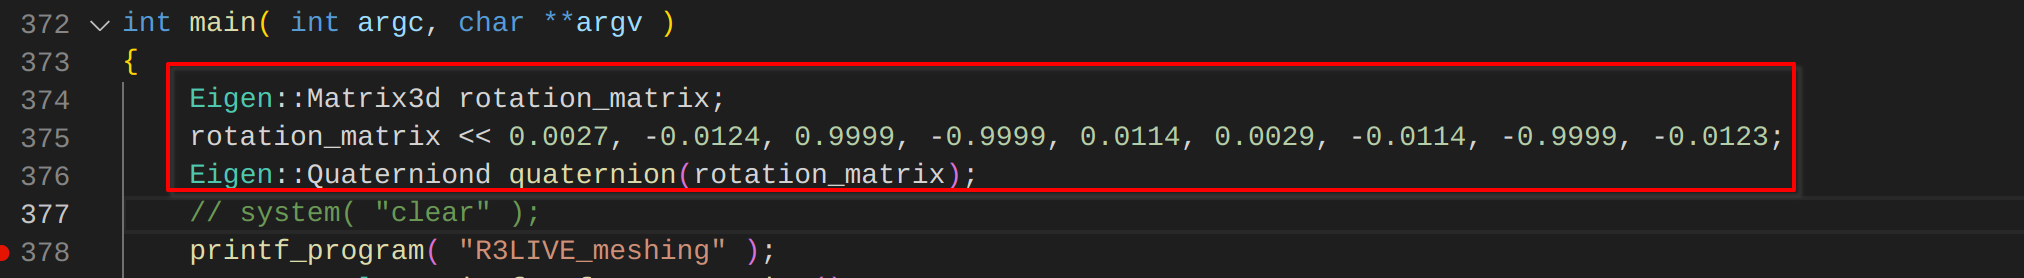 372 int main( int argc, char **argv )
373 {
374 Eigen::Matrix3d rotation_matrix;
375 rotation_matrix << 0.0027, -0.0124, 0.9999, -0.9999, 0.0114, 0.0029, -0.0114, -0.9999, -0.0123;
376 Eigen::Quaterniond quaternion(rotation_matrix);
377 // system( "clear" );
378 printf_program( "R3LIVE_meshing" );